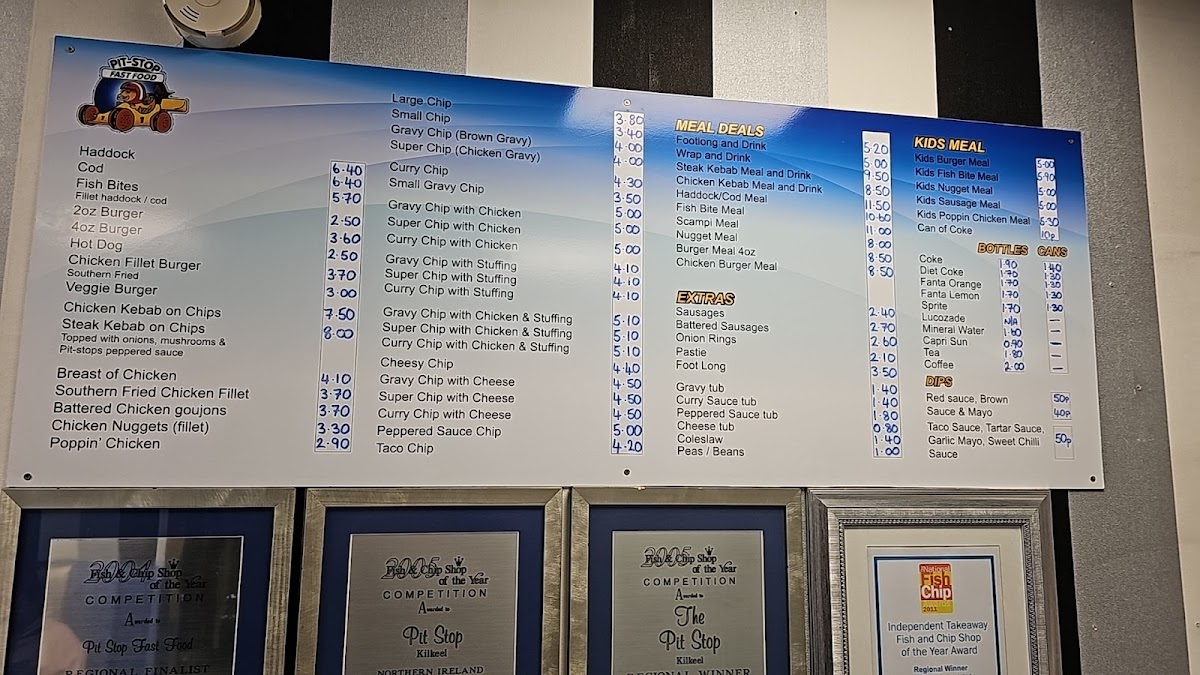 PIT-STOP
FAST FOOD
Haddock 6.40
Cod 6.40
Fish Bites 5.70
Fillet haddock / cod
2oz Burger 2.50
4oz Burger 3.60
Hot Dog 2.50
Chicken Fillet Burger 3.70
Southern Fried
Veggie Burger 3.00
Chicken Kebab on Chips 7.50
Steak Kebab on Chips 8.00
Topped with onions, mushrooms &
Pit-stops peppered sauce
Breast of Chicken 4.10
Southern Fried Chicken Fillet 3.70
Battered Chicken goujons 3.70
Chicken Nuggets (fillet) 3.30
Poppin' Chicken 2.90
Large Chip 3.80
Small Chip 3.40
Gravy Chip (Brown Gravy) 4.00
Super Chip (Chicken Gravy) 4.00
Curry Chip 4.30
Small Gravy Chip 3.50
Gravy Chip with Chicken 5.00
Super Chip with Chicken 5.00
Curry Chip with Chicken 5.00
Gravy Chip with Stuffing 4.10
Super Chip with Stuffing 4.10
Curry Chip with Stuffing 4.10
Gravy Chip with Chicken & Stuffing 5.10
Super Chip with Chicken & Stuffing 5.10
Curry Chip with Chicken & Stuffing 5.10
Cheesy Chip 4.40
Gravy Chip with Cheese 4.50
Super Chip with Cheese 4.50
Curry Chip with Cheese 4.50
Peppered Sauce Chip 5.00
Taco Chip 4.20
MEAL DEALS
Footlong and Drink 5.20
Wrap and Drink 5.00
Steak Kebab Meal and Drink 9.50
Chicken Kebab Meal and Drink 8.50
Haddock/Cod Meal 11.50
Fish Bite Meal 10.60
Scampi Meal 11.00
Nugget Meal 8.00
Burger Meal 4oz 8.50
Chicken Burger Meal 8.50
EXTRAS
Sausages 2.40
Battered Sausages 2.70
Onion Rings 2.60
Pastie 2.10
Foot Long 3.50
Gravy tub 1.40
Curry Sauce tub 1.40
Peppered Sauce tub 1.80
Cheese tub 0.80
Coleslaw 1.40
Peas / Beans 1.00
KIDS MEAL
Kids Burger Meal 5.00
Kids Fish Bite Meal 5.90
Kids Nugget Meal 5.00
Kids Sausage Meal 5.00
Kids Poppin Chicken Meal 5.30
Can of Coke 10p
BOTTLES CANS
Coke 1.90 1.40
Diet Coke 1.70 1.30
Fanta Orange 1.70 1.30
Fanta Lemon 1.70 1.30
Sprite 1.70 1.30
Lucozade N/A —
Mineral Water —
Capri Sun 0.90 —
Tea 1.80 —
Coffee 2.00 —
DIPS
Red sauce, Brown 50p
Sauce & Mayo 40p
Taco Sauce, Tartar Sauce,
Garlic Mayo, Sweet Chilli 50p
Sauce
2004
Fish & Chip Shop
of the Year
COMPETITION
Awarded to
Pit Stop Fast Food
REGIONAL FINALIST
2005
Fish & Chip Shop
of the Year
COMPETITION
Awarded to
Pit Stop
Kilkeel
NORTHERN IRELAND
2005
Fish & Chip Shop
of the Year
COMPETITION
Awarded to
The
Pit Stop
Kilkeel
REGIONAL WINNER
National
Fish
Chip
awards
2011
Independent Takeaway
Fish and Chip Shop
of the Year Award
Regional Winner